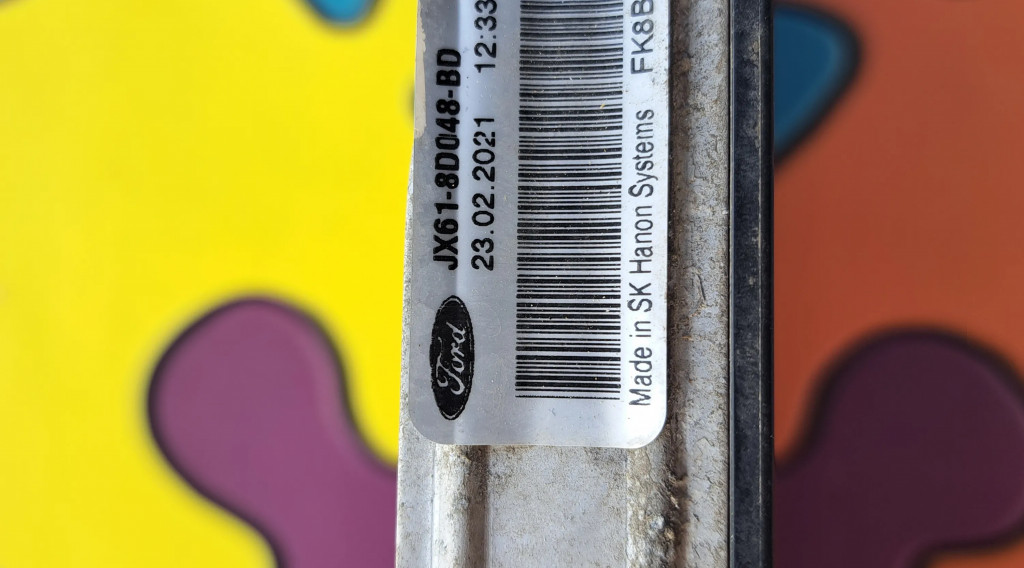 Ford
JX61-8D048-BD
23.02.2021 12:33
Made in SK Hanon Systems FK8B